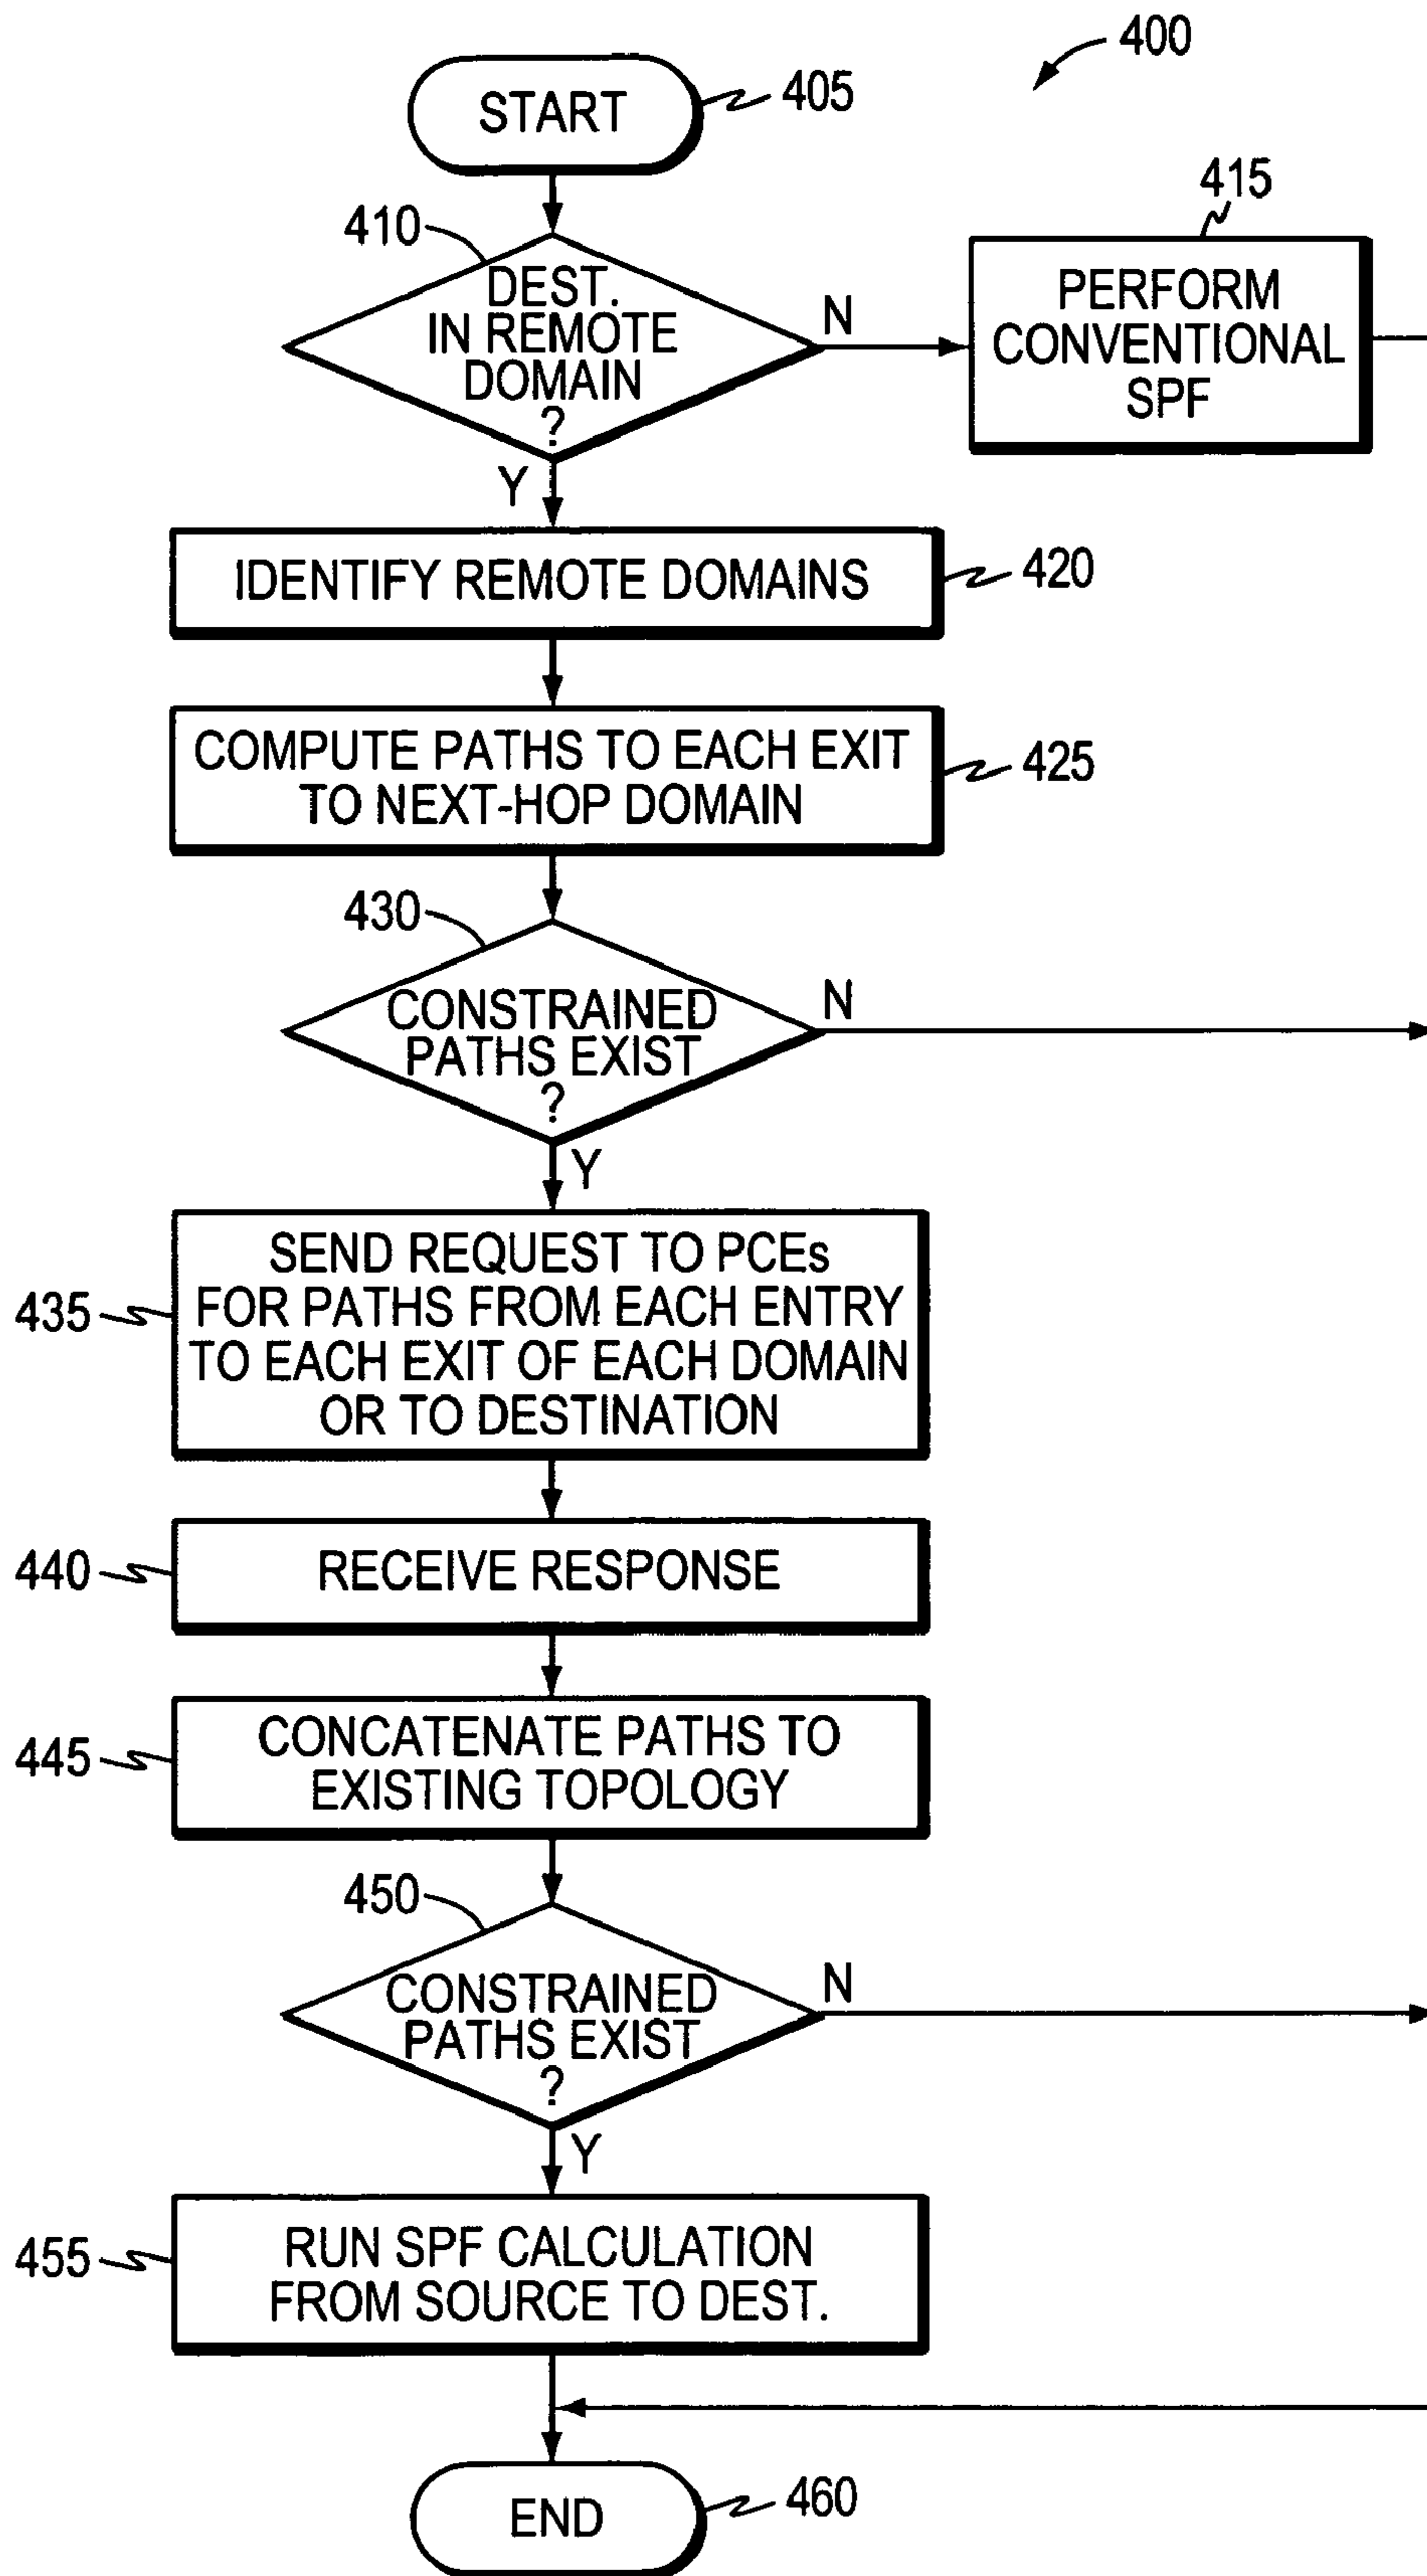 400
START
405
410
DEST.
IN REMOTE
DOMAIN
?
N
415
PERFORM
CONVENTIONAL
SPF
Y
IDENTIFY REMOTE DOMAINS
420
COMPUTE PATHS TO EACH EXIT
TO NEXT-HOP DOMAIN
425
430
CONSTRAINED
PATHS EXIST
?
N
Y
435
SEND REQUEST TO PCEs
FOR PATHS FROM EACH ENTRY
TO EACH EXIT OF EACH DOMAIN
OR TO DESTINATION
440
RECEIVE RESPONSE
445
CONCATENATE PATHS TO
EXISTING TOPOLOGY
450
CONSTRAINED
PATHS EXIST
?
N
Y
455
RUN SPF CALCULATION
FROM SOURCE TO DEST.
END
460